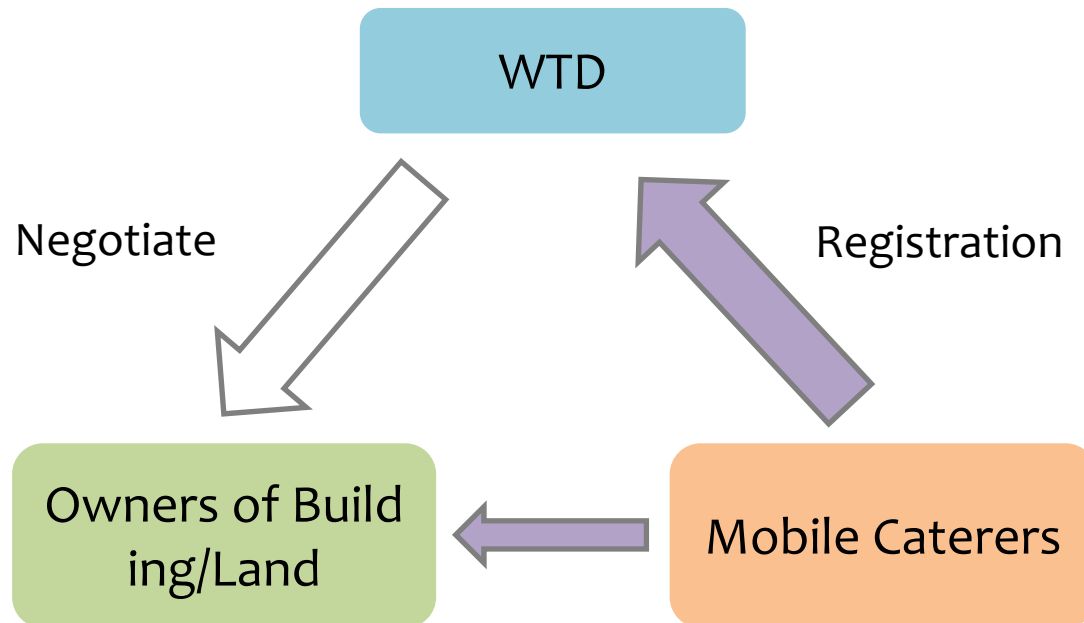 WTD
Negotiate
Registration
Owners of Build
ing/Land
Mobile Caterers